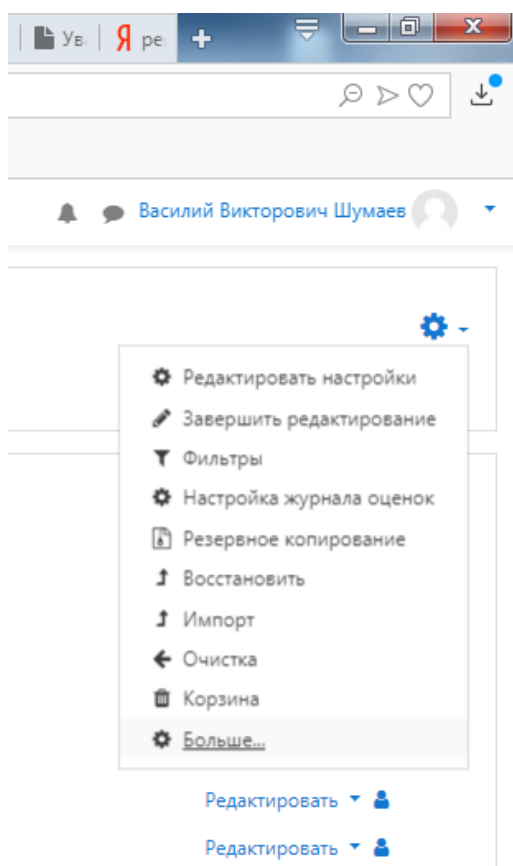 Ув
Я ре
Василий Викторович Шумаев
Редактировать настройки
Завершить редактирование
Фильтры
Настройка журнала оценок
Резервное копирование
Восстановить
Импорт
Очистка
Корзина
Больше...
Редактировать
Редактировать